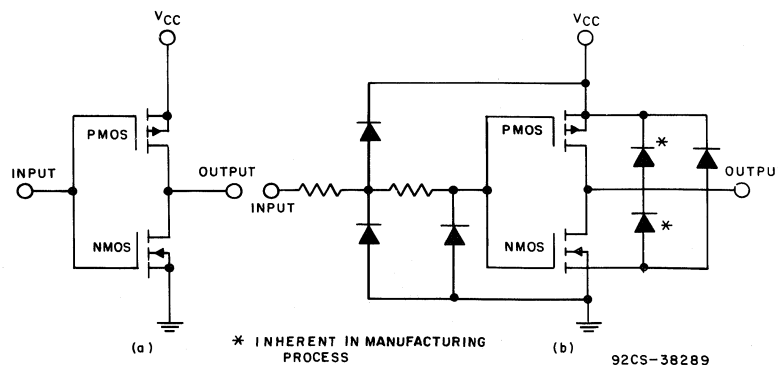 VCC
PMOS
INPUT
OUTPUT
NMOS
(a)
VCC
PMOS
*
OUTPU
INPUT
*
NMOS
* INHERENT IN MANUFACTURING
PROCESS
(b)
92CS-38289